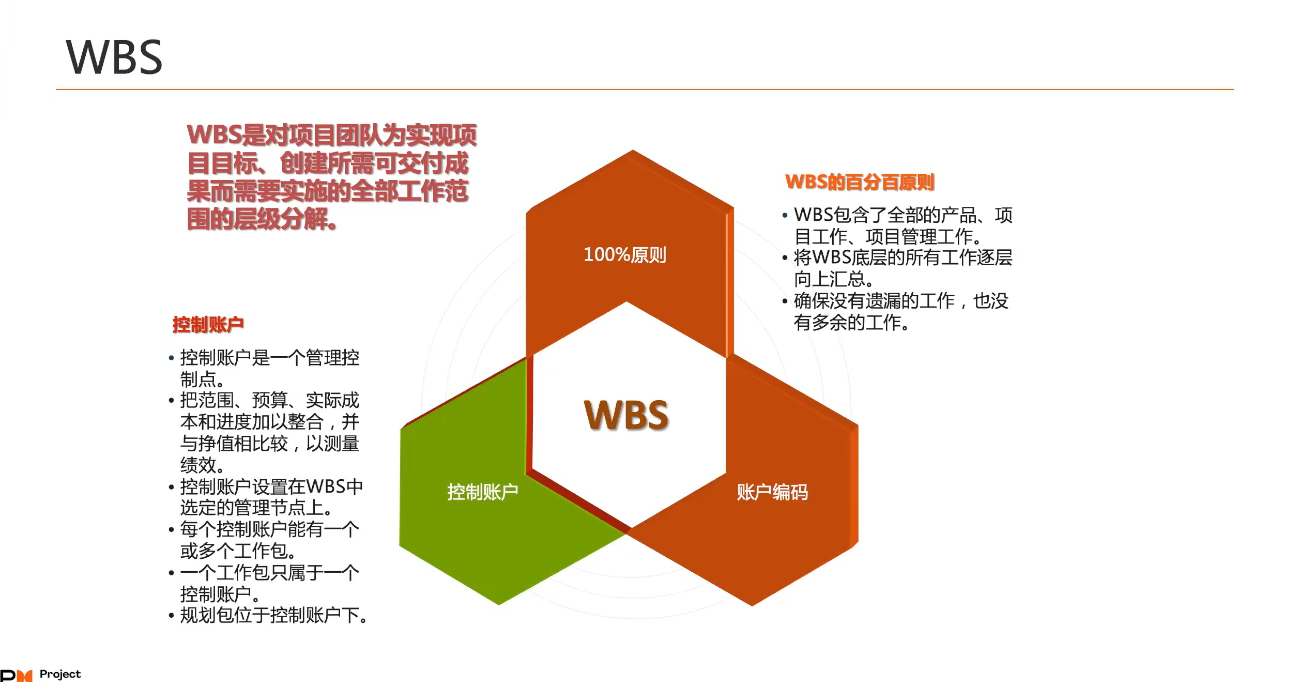 WBS
WBS是对项目团队为实现项
目目标、创建所需可交付成
果而需要实施的全部工作范
围的层级分解。
WBS的百分百原则
• WBS包含了全部的产品、项
目工作、项目管理工作。
• 将WBS底层的所有工作逐层
向上汇总。
• 确保没有遗漏的工作，也没
有多余的工作。
100%原则
控制账户
• 控制账户是一个管理控
制点。
• 把范围、预算、实际成
本和进度加以整合，并
与挣值相比较，以测量
绩效。
• 控制账户设置在WBS中
选定的管理节点上。
• 每个控制账户能有一个
或多个工作包。
• 一个工作包只属于一个
控制账户。
• 规划包位于控制账户下。
WBS
控制账户
账户编码
PM Project